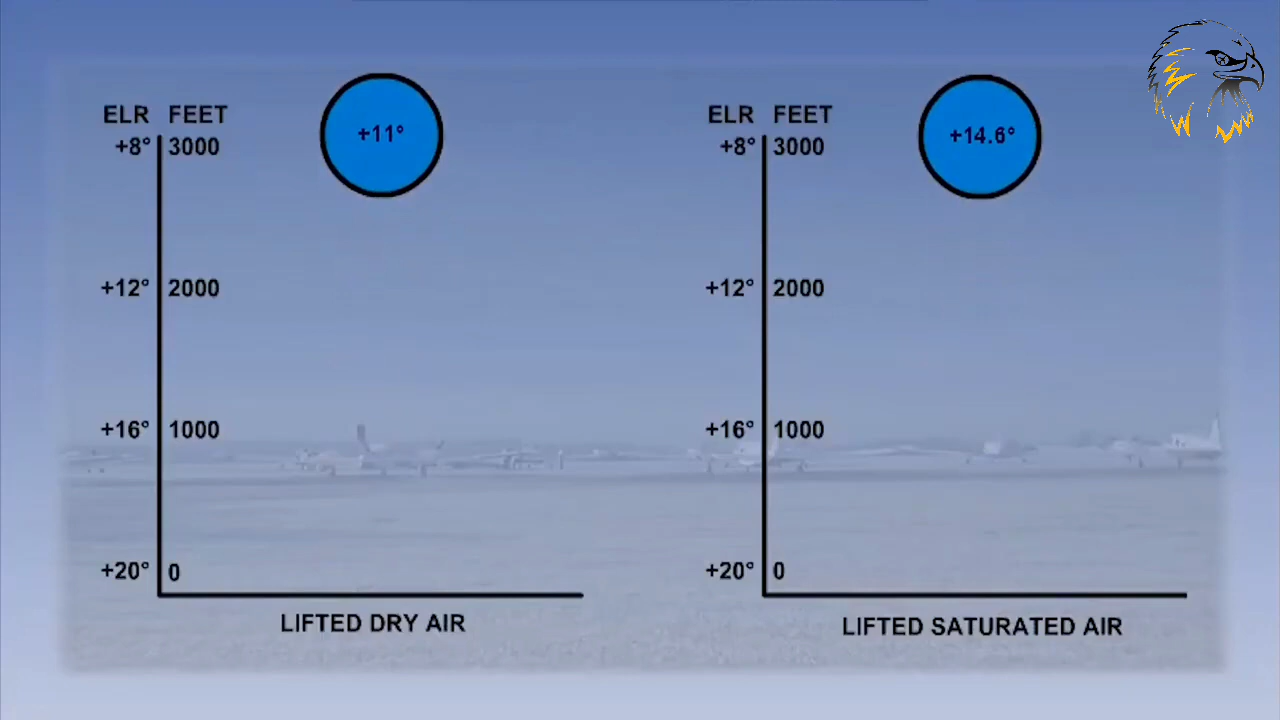 ELR FEET
+8° 3000
+12° 2000
+16° 1000
+20° 0
+11°
LIFTED DRY AIR
ELR FEET
+8° 3000
+12° 2000
+16° 1000
+20° 0
+14.6°
LIFTED SATURATED AIR